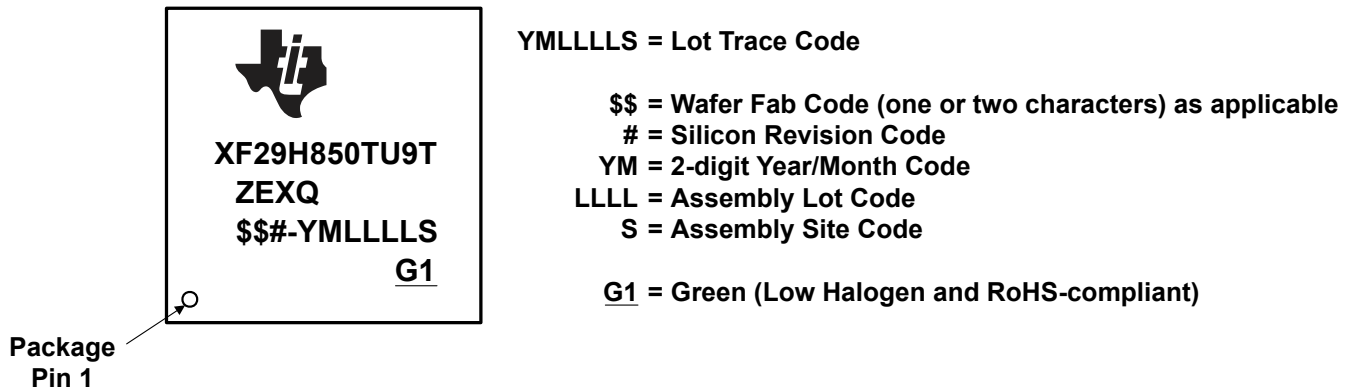 XF29H850TU9T
ZEXQ
$$#-YMLLLLS
G1
Package
Pin 1
YMLLLLS = Lot Trace Code
$$ = Wafer Fab Code (one or two characters) as applicable
# = Silicon Revision Code
YM = 2-digit Year/Month Code
LLLL = Assembly Lot Code
S = Assembly Site Code
G1 = Green (Low Halogen and RoHS-compliant)